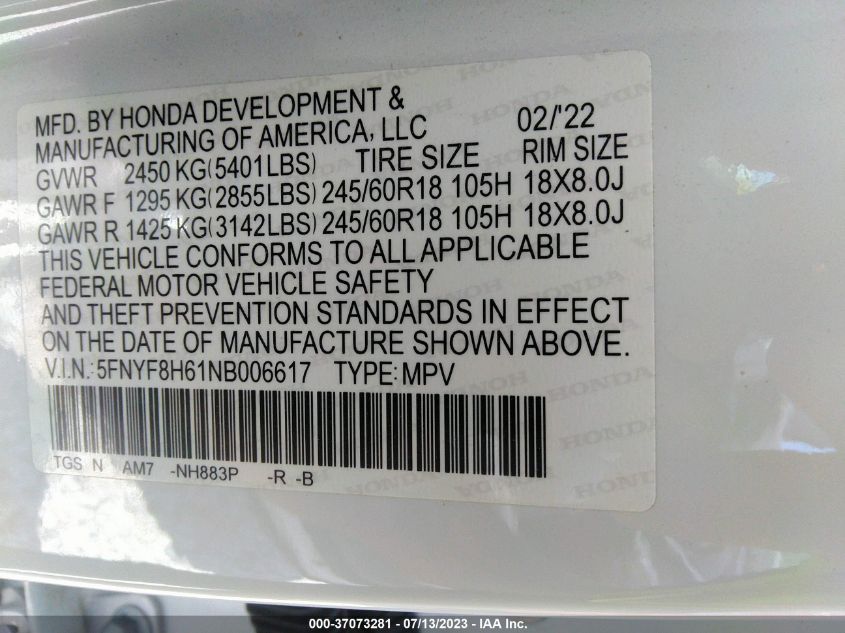 MFD. BY HONDA DEVELOPMENT & MANUFACTURING OF AMERICA, LLC 02/'22
GVWR 2450 KG(5401LBS) TIRE SIZE RIM SIZE
GAWR F 1295 KG(2855LBS) 245/60R18 105H 18X8.0J
GAWR R 1425 KG(3142LBS) 245/60R18 105H 18X8.0J
THIS VEHICLE CONFORMS TO ALL APPLICABLE
FEDERAL MOTOR VEHICLE SAFETY
AND THEFT PREVENTION STANDARDS IN EFFECT
ON THE DATE OF MANUFACTURE SHOWN ABOVE.
V.I.N.: 5FNYF8H61NB006617 TYPE: MPV
TGS N AM7 -NH883P -R -B
000-37073281 - 07/13/2023 - IAA Inc.